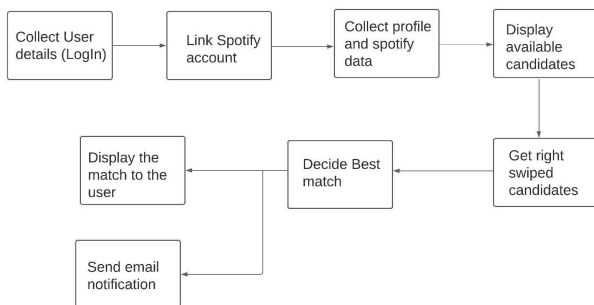 Collect User
details (LogIn)
Link Spotify
account
Collect profile
and spotify
data
Display
available
candidates
Get right
swiped
candidates
Decide Best
match
Display the
match to the
user
Send email
notification